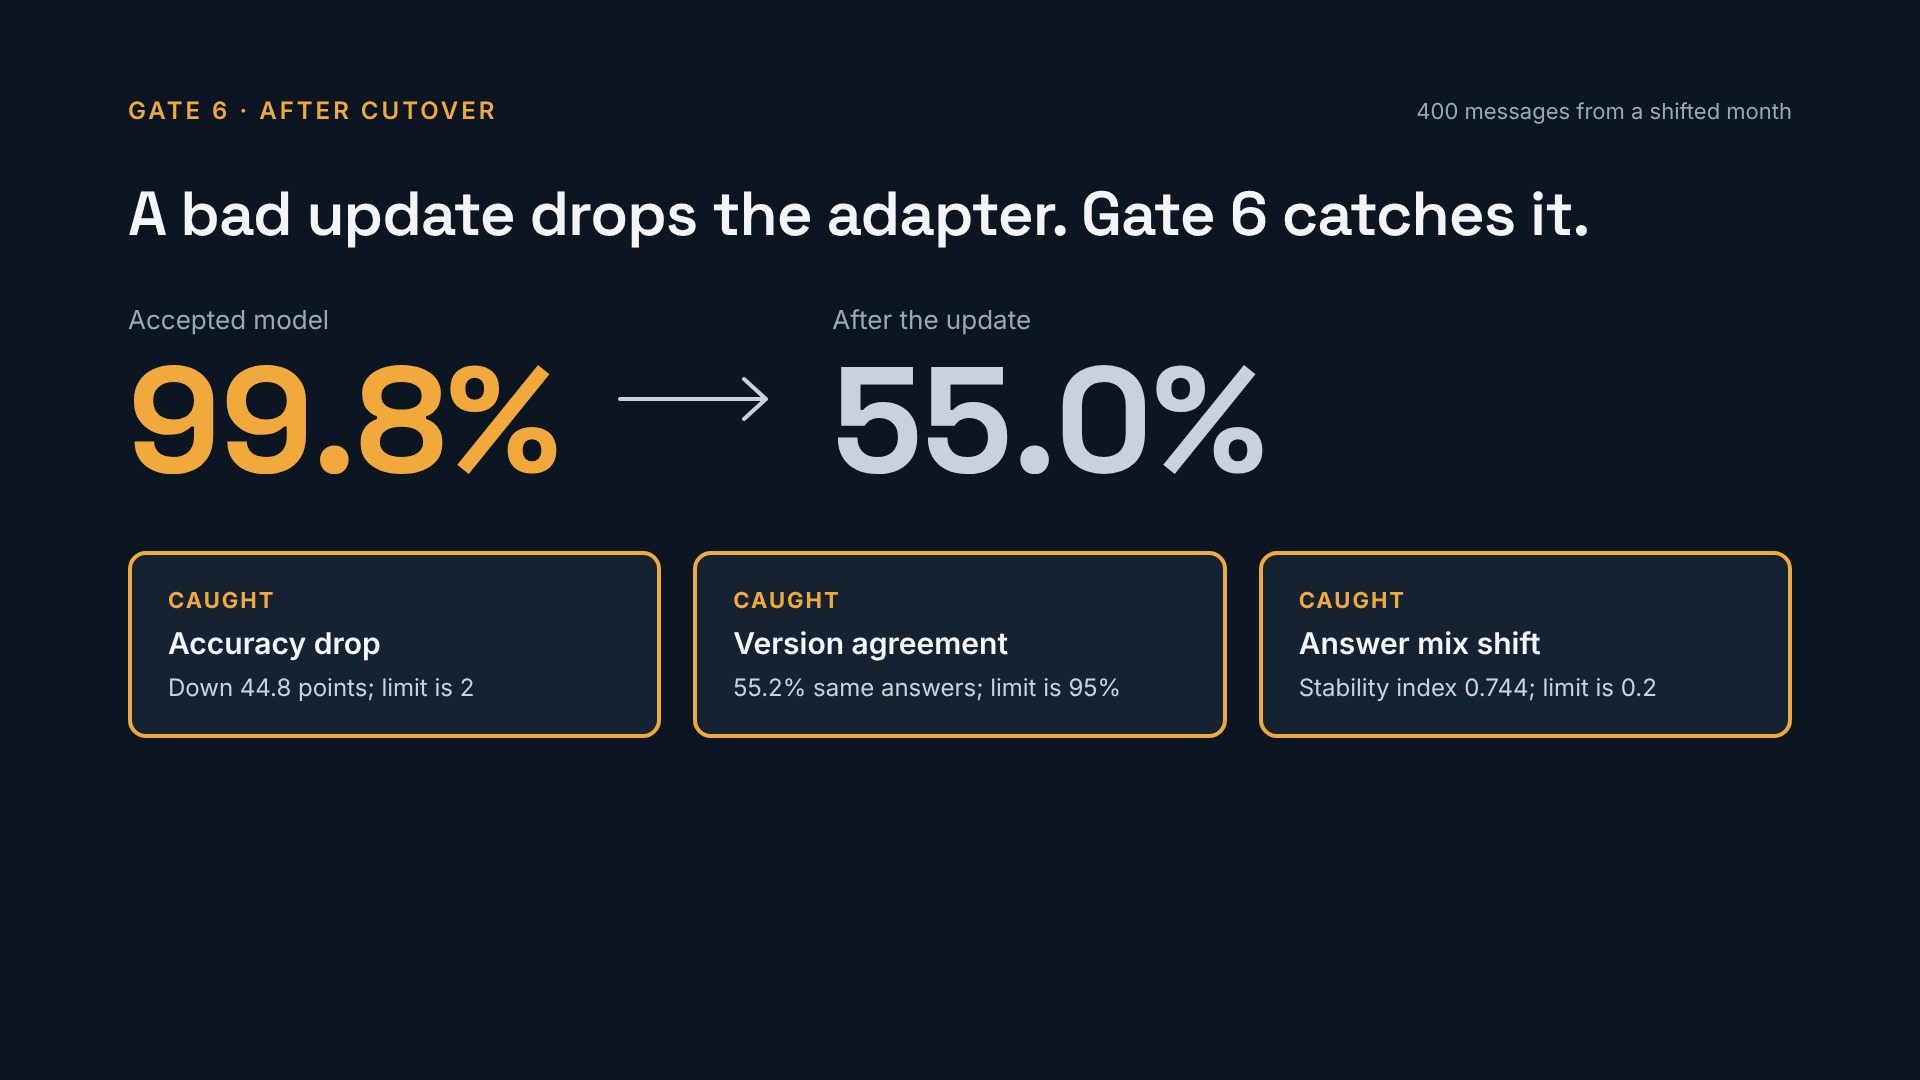 GATE 6 · AFTER CUTOVER
400 messages from a shifted month
A bad update drops the adapter. Gate 6 catches it.
Accepted model
99.8%
After the update
55.0%
CAUGHT
Accuracy drop
Down 44.8 points; limit is 2
CAUGHT
Version agreement
55.2% same answers; limit is 95%
CAUGHT
Answer mix shift
Stability index 0.744; limit is 0.2